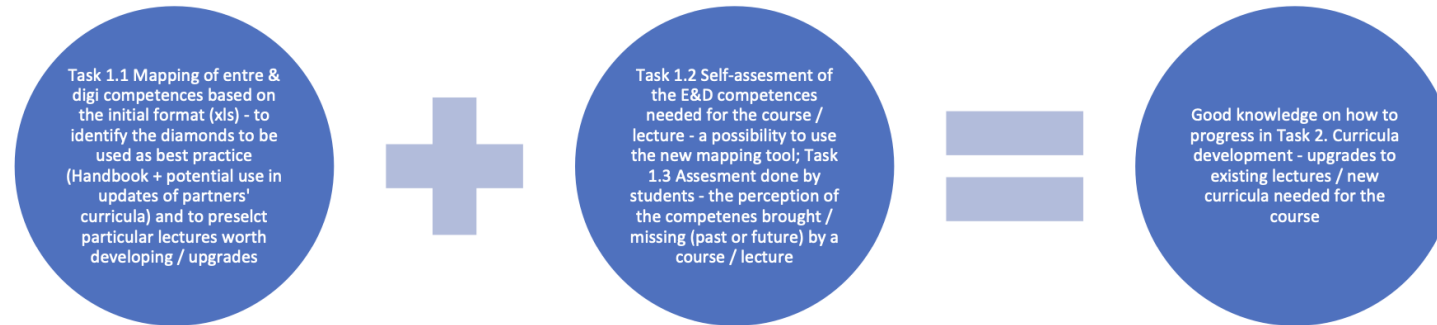 Task 1.1 Mapping of entre &
digi competences based on
the initial format (xls) - to
identify the diamonds to be
used as best practice
(Handbook + potential use in
updates of partners'
curricula) and to preselct
particular lectures worth
developing / upgrades
Task 1.2 Self-assesment of
the E&D competences
needed for the course /
lecture - a possibility to use
the new mapping tool; Task
1.3 Assesment done by
students - the perception of
the competenes brought /
missing (past or future) by a
course / lecture
Good knowledge on how to
progress in Task 2. Curricula
development - upgrades to
existing lectures / new
curricula needed for the
course